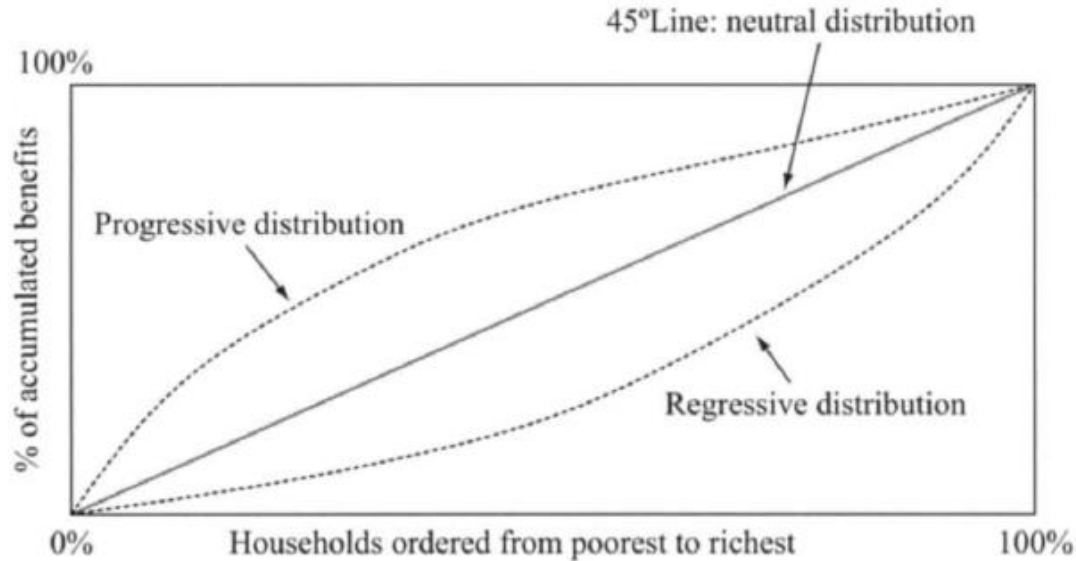 45ºLine: neutral distribution
100%
% of accumulated benefits
Progressive distribution
Regressive distribution
0%
Households ordered from poorest to richest
100%